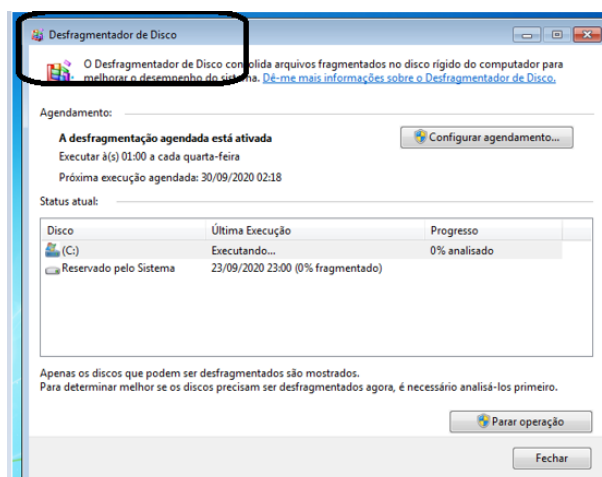 Desfragmentador de Disco
O Desfragmentador de Disco consolida arquivos fragmentados no disco rígido do computador para
melhorar o desempenho do sistema. Dê-me mais informações sobre o Desfragmentador de Disco.
Agendamento:
A desfragmentação agendada está ativada
Configurar agendamento...
Executar à(s) 01:00 a cada quarta-feira
Próxima execução agendada: 30/09/2020 02:18
Status atual:
Disco Última Execução Progresso
(C:) Executando... 0% analisado
Reservado pelo Sistema 23/09/2020 23:00 (0% fragmentado)
Apenas os discos que podem ser desfragmentados são mostrados.
Para determinar melhor se os discos precisam ser desfragmentados agora, é necessário analisá-los primeiro.
Parar operação
Fechar